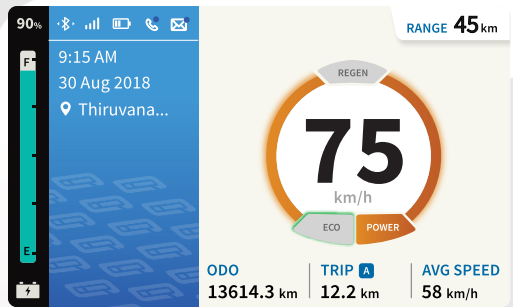 90%
F
E
9:15 AM
30 Aug 2018
Thiruvana...
RANGE 45 km
REGEN
75
km/h
ECO POWER
ODO
13614.3 km
TRIP A
12.2 km
AVG SPEED
58 km/h